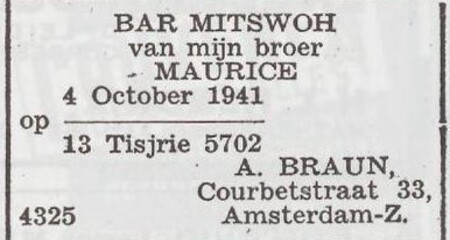 BAR MITSWOH
van mijn broer
MAURICE
4 October 1941
op
13 Tisjrie 5702
A. BRAUN,
Courbetstraat 33,
4325 Amsterdam-Z.